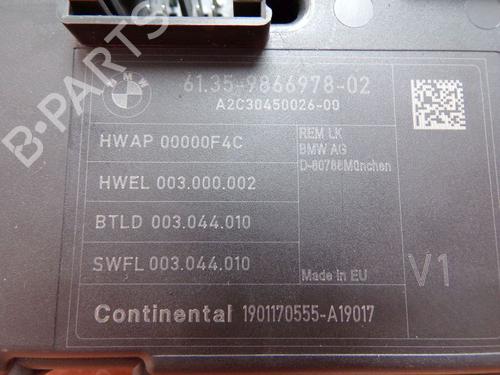 BMW
61.35-9866978-02
A2C30450026-00
HWAP 00000F4C
HWEL 003.000.002
BTLD 003.044.010
SWFL 003.044.010
REM LK
BMW AG
D-80788München
Made in EU
V1
Continental 1901170555-A19017
B-PARTS